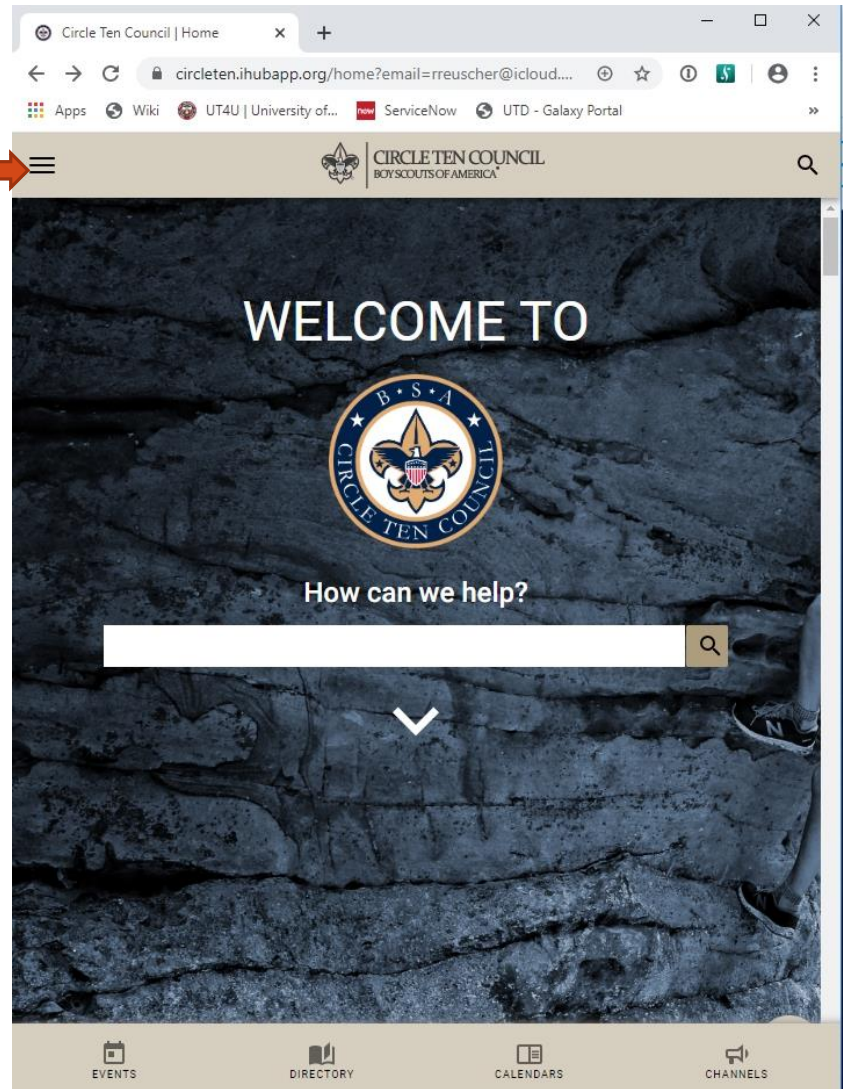 Circle Ten Council | Home
circleten.ihubapp.org/home?email=rreuscher@icloud....
Apps Wiki UT4U | University of... now ServiceNow UTD - Galaxy Portal »
CIRCLE TEN COUNCIL
BOY SCOUTS OF AMERICA
WELCOME TO
B · S · A
CIRCLE TEN COUNCIL
How can we help?
N
EVENTS DIRECTORY CALENDARS CHANNELS